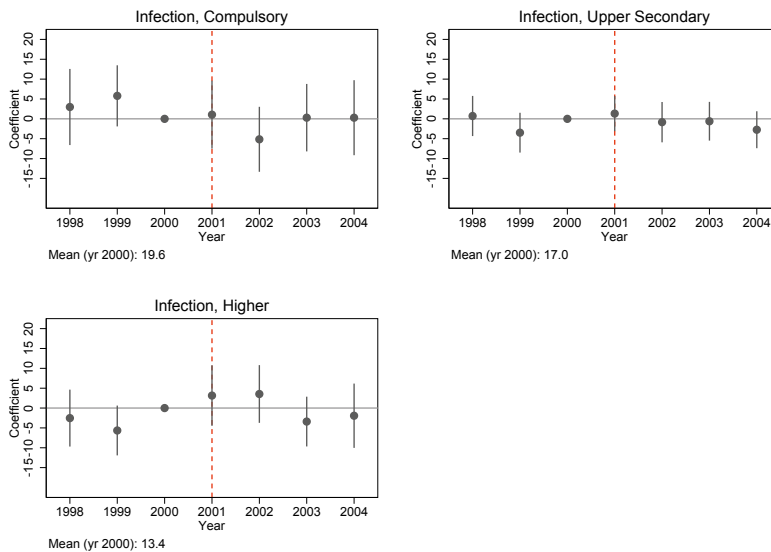 Infection, Compulsory
Coefficient
20
15
10
5
0
-5
-10
-15
1998 1999 2000 2001 2002 2003 2004
Year
Mean (yr 2000): 19.6
Infection, Upper Secondary
Coefficient
20
15
10
5
0
-5
-10
-15
1998 1999 2000 2001 2002 2003 2004
Year
Mean (yr 2000): 17.0
Infection, Higher
Coefficient
20
15
10
5
0
-5
-10
-15
1998 1999 2000 2001 2002 2003 2004
Year
Mean (yr 2000): 13.4